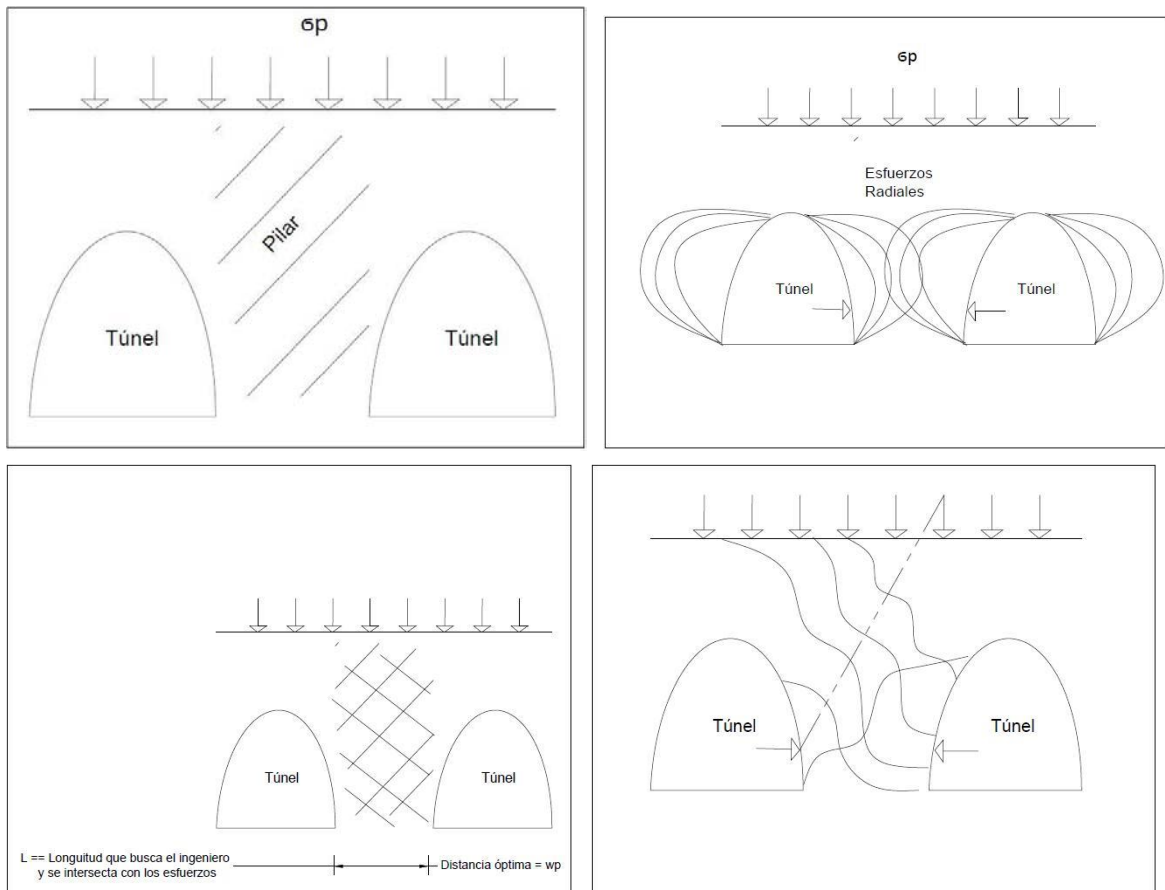 σp
Pilar
Túnel
Túnel
σp
Esfuerzos
Radiales
Túnel
Túnel
Túnel
Túnel
L == Longitud que busca el ingeniero
y se intersecta con los esfuerzos
Distancia óptima = wp
Túnel
Túnel